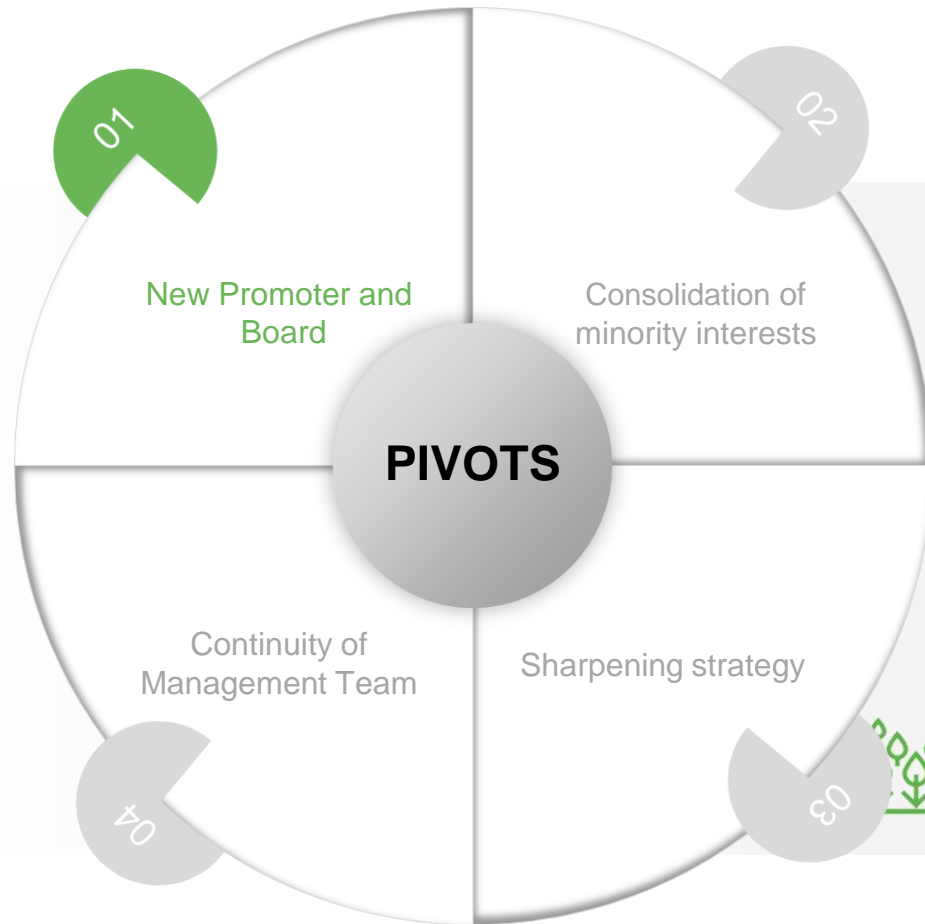 01
New Promoter and
Board
02
Consolidation of
minority interests
PIVOTS
Continuity of
Management Team
04
Sharpening strategy
03